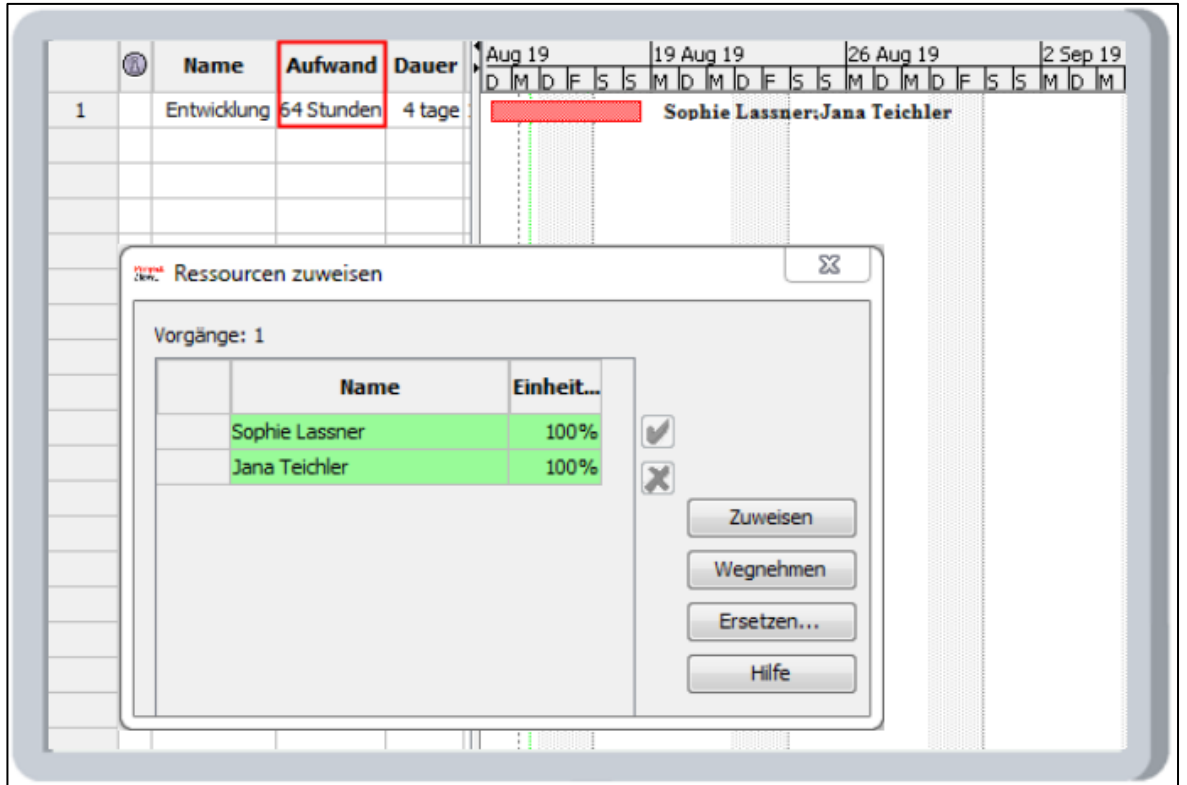 Name Aufwand Dauer Aug 19 19 Aug 19 26 Aug 19 2 Sep 19
D M D F S S M D M D F S S M D M D F S S M D M
1 Entwicklung 64 Stunden 4 tage Sophie Lassner;Jana Teichler
Ressourcen zuweisen
Vorgänge: 1
Name Einheit...
Sophie Lassner 100%
Jana Teichler 100%
Zuweisen
Wegnehmen
Ersetzen...
Hilfe